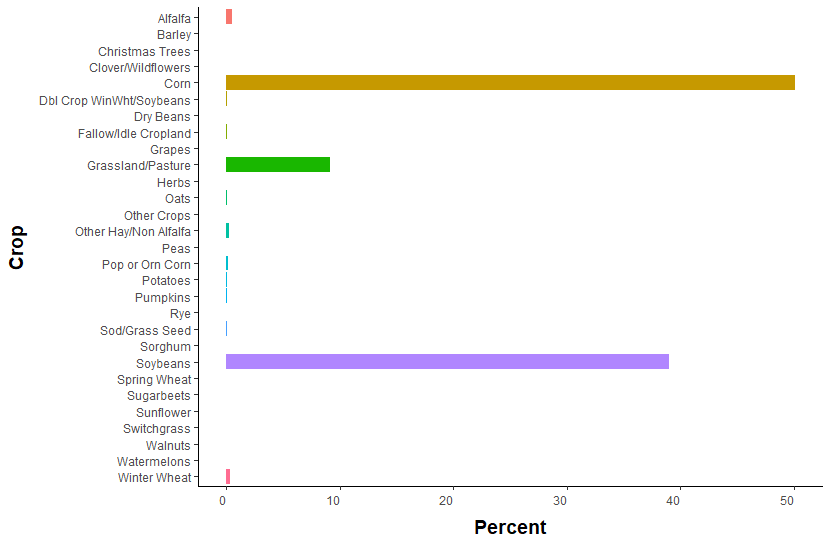 Alfalfa
Barley
Christmas Trees
Clover/Wildflowers
Corn
Dbl Crop WinWht/Soybeans
Dry Beans
Fallow/Idle Cropland
Grapes
Grassland/Pasture
Herbs
Oats
Other Crops
Other Hay/Non Alfalfa
Peas
Pop or Orn Corn
Potatoes
Pumpkins
Rye
Sod/Grass Seed
Sorghum
Soybeans
Spring Wheat
Sugarbeets
Sunflower
Switchgrass
Walnuts
Watermelons
Winter Wheat
Crop
0 10 20 30 40 50
Percent